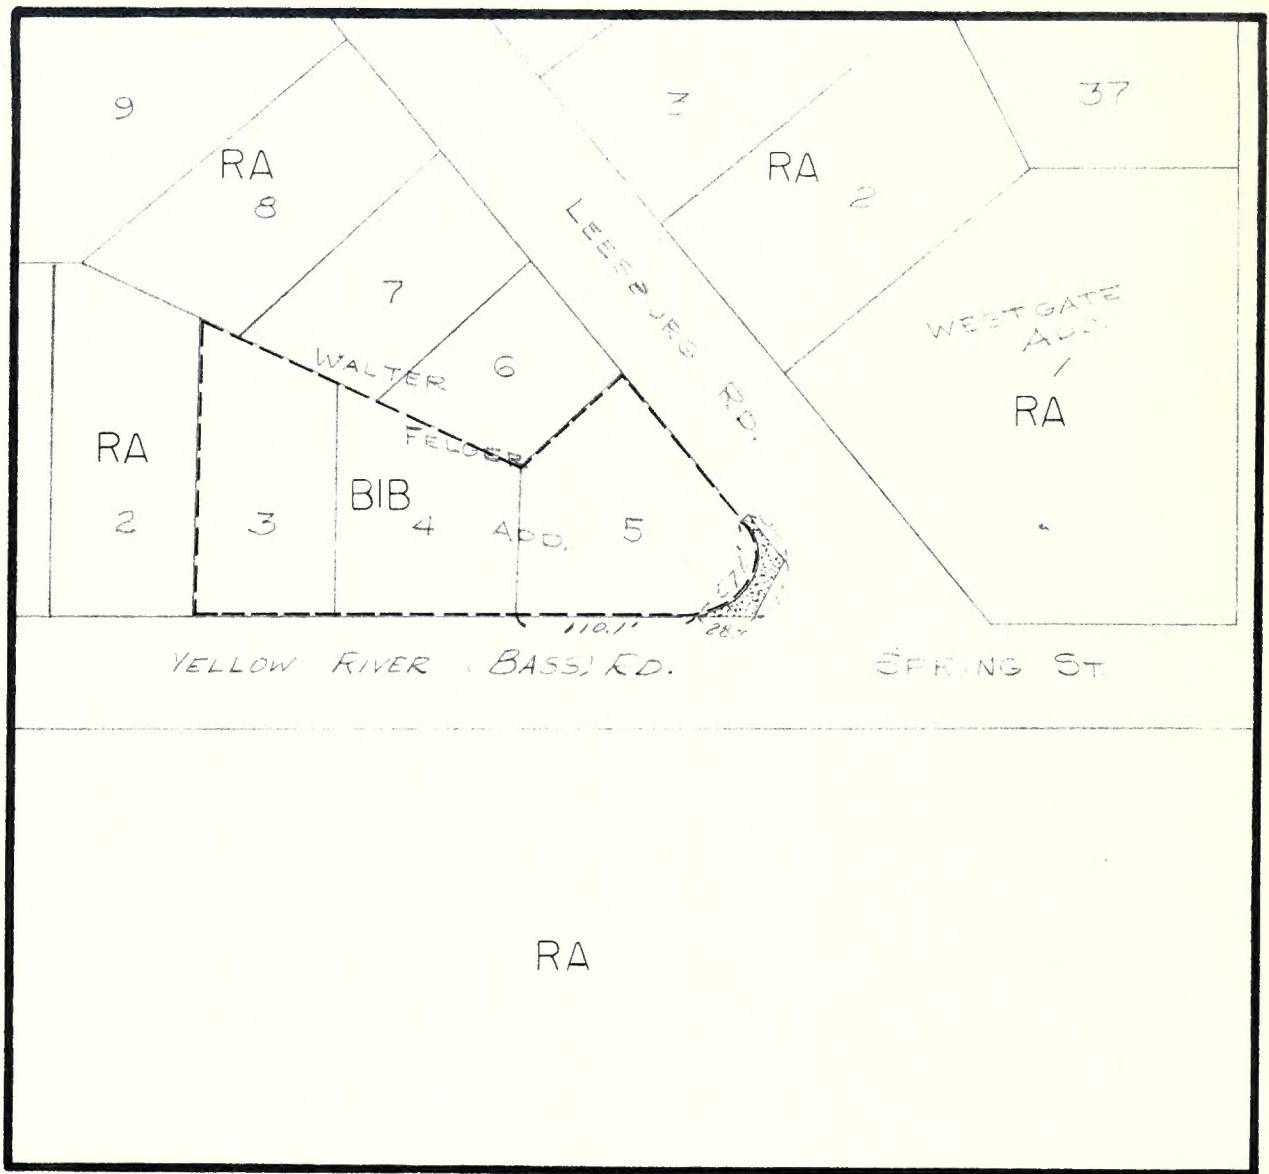 9
RA
8
7
6
WALTER
FELGER
ADD.
RA
2
3
BIB
4
5
LEESBURG RD.
3
RA
2
37
WESTGATE
ADD.
1
RA
110.1'
YELLOW RIVER (BASS) RD.
SPRING ST.
RA